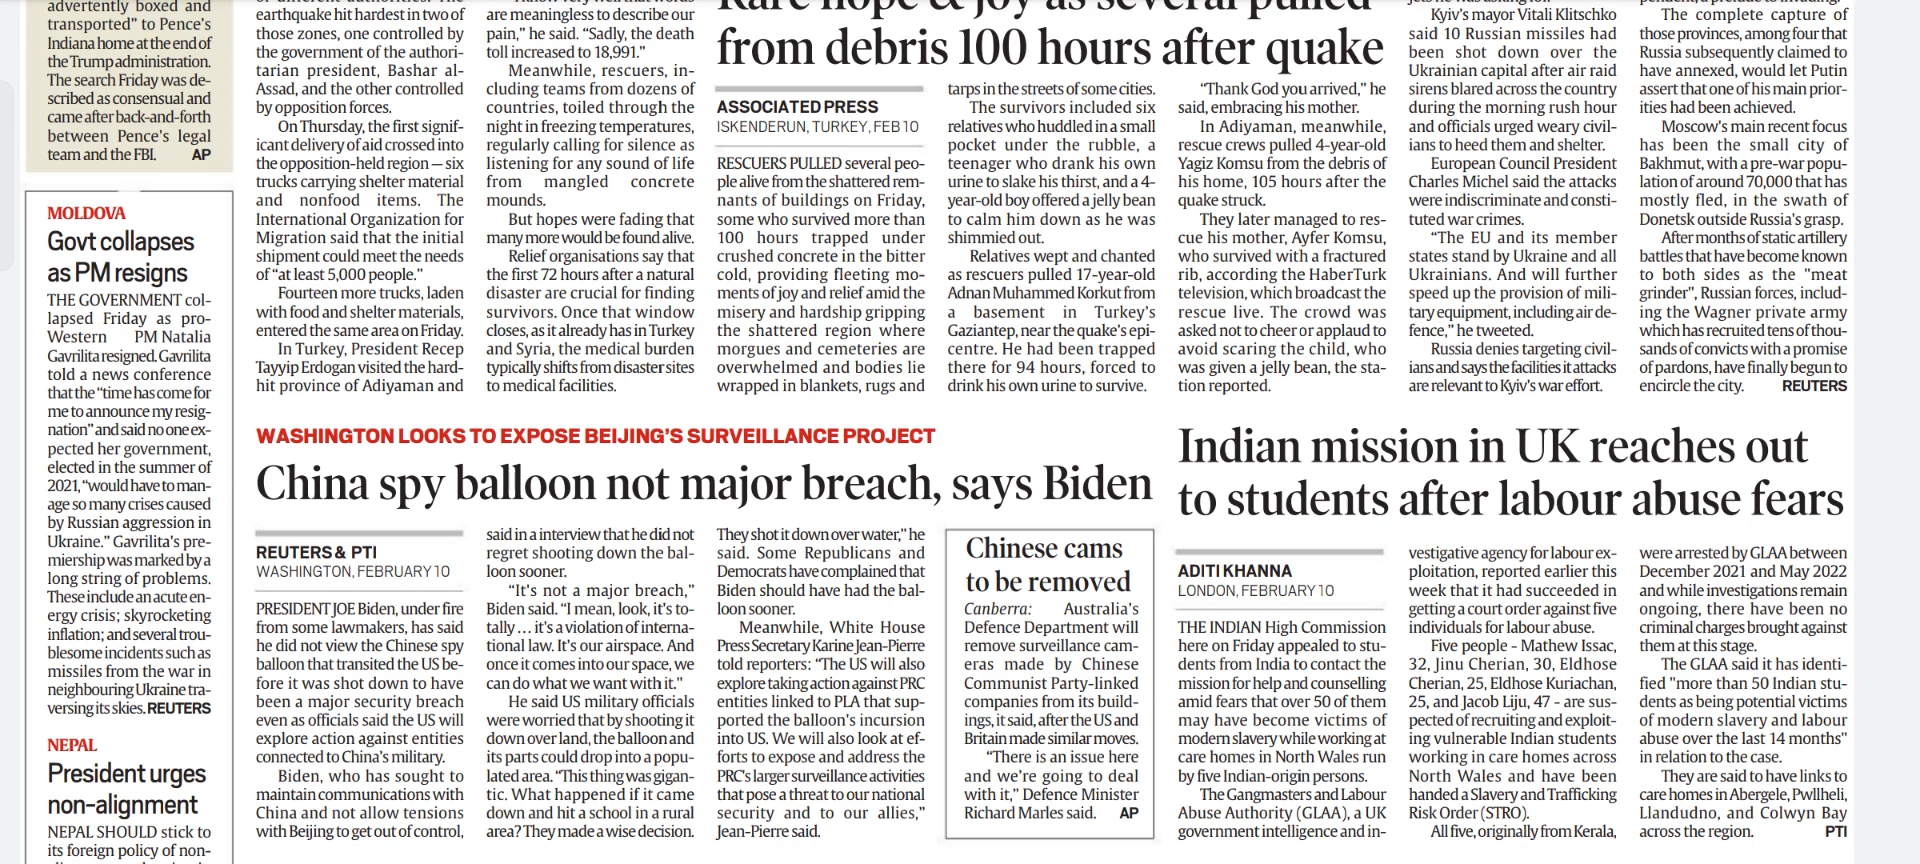 advertently boxed and
transported” to Pence's
Indiana home at the end of
the Trump administration.
The search Friday was de-
scribed as consensual and
came after back-and-forth
between Pence's legal
team and the FBI. AP
MOLDOVA
Govt collapses
as PM resigns
THE GOVERNMENT col-
lapsed Friday as pro-
Western PM Natalia
Gavrilita resigned. Gavrilita
told a news conference
that the “time has come for
me to announce my resig-
nation” and said no one ex-
pected her government,
elected in the summer of
2021, “would have to man-
age so many crises caused
by Russian aggression in
Ukraine.” Gavrilita's pre-
miership was marked by a
long string of problems.
These include an acute en-
ergy crisis; skyrocketing
inflation; and several trou-
blesome incidents such as
missiles from the war in
neighbouring Ukraine tra-
versing its skies. REUTERS
NEPAL
President urges
non-alignment
NEPAL SHOULD stick to
its foreign policy of non-
earthquake hit hardest in two of
those zones, one controlled by
the government of the authori-
tarian president, Bashar al-
Assad, and the other controlled
by opposition forces.
On Thursday, the first signif-
icant delivery of aid crossed into
the opposition-held region — six
trucks carrying shelter material
and nonfood items. The
International Organization for
Migration said that the initial
shipment could meet the needs
of “at least 5,000 people.”
Fourteen more trucks, laden
with food and shelter materials,
entered the same area on Friday.
In Turkey, President Recep
Tayyip Erdogan visited the hard-
hit province of Adiyaman and
are meaningless to describe our
pain,” he said. “Sadly, the death
toll increased to 18,991.”
Meanwhile, rescuers, in-
cluding teams from dozens of
countries, toiled through the
night in freezing temperatures,
regularly calling for silence as
listening for any sound of life
from mangled concrete
mounds.
But hopes were fading that
many more would be found alive.
Relief organisations say that
the first 72 hours after a natural
disaster are crucial for finding
survivors. Once that window
closes, as it already has in Turkey
and Syria, the medical burden
typically shifts from disaster sites
to medical facilities.
Rare hope & joy as several pulled
from debris 100 hours after quake
ASSOCIATED PRESS
ISKENDERUN, TURKEY, FEB 10
RESCUERS PULLED several peo-
ple alive from the shattered rem-
nants of buildings on Friday,
some who survived more than
100 hours trapped under
crushed concrete in the bitter
cold, providing fleeting mo-
ments of joy and relief amid the
misery and hardship gripping
the shattered region where
morgues and cemeteries are
overwhelmed and bodies lie
wrapped in blankets, rugs and
tarps in the streets of some cities.
The survivors included six
relatives who huddled in a small
pocket under the rubble, a
teenager who drank his own
urine to slake his thirst, and a 4-
year-old boy offered a jelly bean
to calm him down as he was
shimmied out.
Relatives wept and chanted
as rescuers pulled 17-year-old
Adnan Muhammed Korkut from
a basement in Turkey's
Gaziantep, near the quake's epi-
centre. He had been trapped
there for 94 hours, forced to
drink his own urine to survive.
“Thank God you arrived,” he
said, embracing his mother.
In Adiyaman, meanwhile,
rescue crews pulled 4-year-old
Yagiz Komsu from the debris of
his home, 105 hours after the
quake struck.
They later managed to res-
cue his mother, Ayfer Komsu,
who survived with a fractured
rib, according the HaberTurk
television, which broadcast the
rescue live. The crowd was
asked not to cheer or applaud to
avoid scaring the child, who
was given a jelly bean, the sta-
tion reported.
Kyiv's mayor Vitali Klitschko
said 10 Russian missiles had
been shot down over the
Ukrainian capital after air raid
sirens blared across the country
during the morning rush hour
and officials urged weary civil-
ians to heed them and shelter.
European Council President
Charles Michel said the attacks
were indiscriminate and consti-
tuted war crimes.
“The EU and its member
states stand by Ukraine and all
Ukrainians. And will further
speed up the provision of mili-
tary equipment, including air de-
fence,” he tweeted.
Russia denies targeting civil-
ians and says the facilities it attacks
are relevant to Kyiv's war effort.
The complete capture of
those provinces, among four that
Russia subsequently claimed to
have annexed, would let Putin
assert that one of his main prior-
ities had been achieved.
Moscow's main recent focus
has been the small city of
Bakhmut, with a pre-war popu-
lation of around 70,000 that has
mostly fled, in the swath of
Donetsk outside Russia's grasp.
After months of static artillery
battles that have become known
to both sides as the "meat
grinder", Russian forces, includ-
ing the Wagner private army
which has recruited tens of thou-
sands of convicts with a promise
of pardons, have finally begun to
encircle the city. REUTERS
WASHINGTON LOOKS TO EXPOSE BEIJING'S SURVEILLANCE PROJECT
China spy balloon not major breach, says Biden
REUTERS & PTI
WASHINGTON, FEBRUARY 10
PRESIDENT JOE Biden, under fire
from some lawmakers, has said
he did not view the Chinese spy
balloon that transited the US be-
fore it was shot down to have
been a major security breach
even as officials said the US will
explore action against entities
connected to China's military.
Biden, who has sought to
maintain communications with
China and not allow tensions
with Beijing to get out of control,
said in a interview that he did not
regret shooting down the bal-
loon sooner.
“It's not a major breach,”
Biden said. “I mean, look, it's to-
tally ... it's a violation of interna-
tional law. It's our airspace. And
once it comes into our space, we
can do what we want with it."
He said US military officials
were worried that by shooting it
down over land, the balloon and
its parts could drop into a popu-
lated area. “This thing was gigan-
tic. What happened if it came
down and hit a school in a rural
area? They made a wise decision.
They shot it down over water,” he
said. Some Republicans and
Democrats have complained that
Biden should have had the bal-
loon sooner.
Meanwhile, White House
Press Secretary Karine Jean-Pierre
told reporters: “The US will also
explore taking action against PRC
entities linked to PLA that sup-
ported the balloon's incursion
into US. We will also look at ef-
forts to expose and address the
PRC's larger surveillance activities
that pose a threat to our national
security and to our allies,”
Jean-Pierre said.
Chinese cams
to be removed
Canberra: Australia's
Defence Department will
remove surveillance cam-
eras made by Chinese
Communist Party-linked
companies from its build-
ings, it said, after the US and
Britain made similar moves.
“There is an issue here
and we're going to deal
with it,” Defence Minister
Richard Marles said. AP
Indian mission in UK reaches out
to students after labour abuse fears
ADITI KHANNA
LONDON, FEBRUARY 10
THE INDIAN High Commission
here on Friday appealed to stu-
dents from India to contact the
mission for help and counselling
amid fears that over 50 of them
may have become victims of
modern slavery while working at
care homes in North Wales run
by five Indian-origin persons.
The Gangmasters and Labour
Abuse Authority (GLAA), a UK
government intelligence and in-
vestigative agency for labour ex-
ploitation, reported earlier this
week that it had succeeded in
getting a court order against five
individuals for labour abuse.
Five people - Mathew Issac,
32, Jinu Cherian, 30, Eldhose
Cherian, 25, Eldhose Kuriachan,
25, and Jacob Liju, 47 - are sus-
pected of recruiting and exploit-
ing vulnerable Indian students
working in care homes across
North Wales and have been
handed a Slavery and Trafficking
Risk Order (STRO).
All five, originally from Kerala,
were arrested by GLAA between
December 2021 and May 2022
and while investigations remain
ongoing, there have been no
criminal charges brought against
them at this stage.
The GLAA said it has identi-
fied "more than 50 Indian stu-
dents as being potential victims
of modern slavery and labour
abuse over the last 14 months"
in relation to the case.
They are said to have links to
care homes in Abergele, Pwllheli,
Llandudno, and Colwyn Bay
across the region. PTI